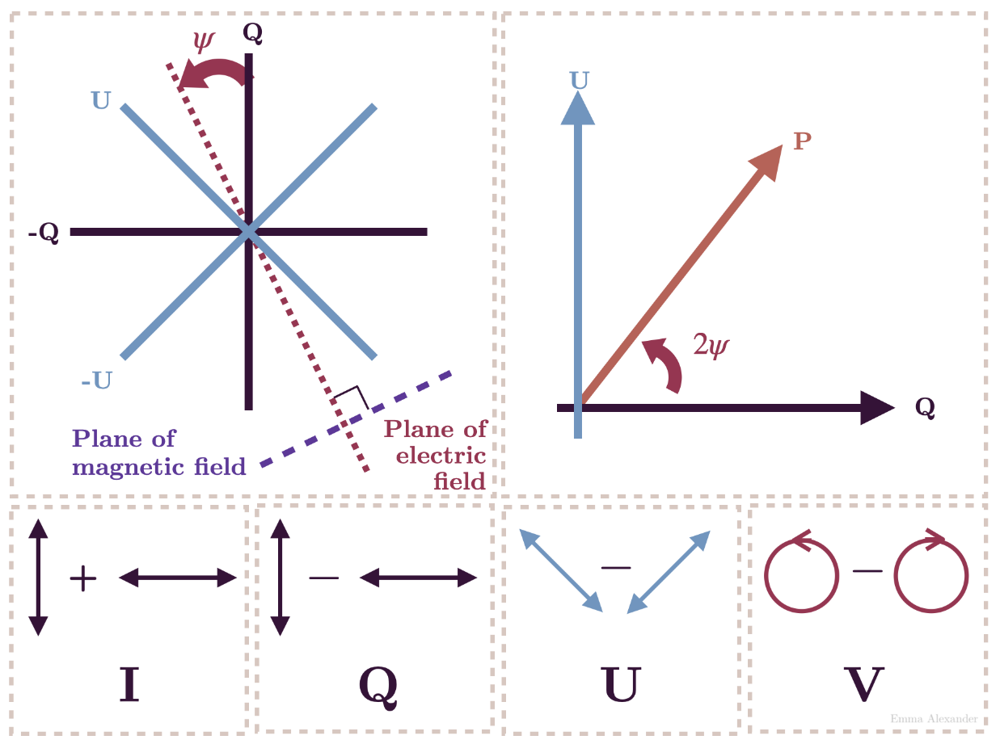 ψ
Q
U
-Q
-U
Plane of
magnetic field
Plane of
electric
field
U
P
2ψ
Q
+
I
−
Q
−
U
−
V
Emma Alexander